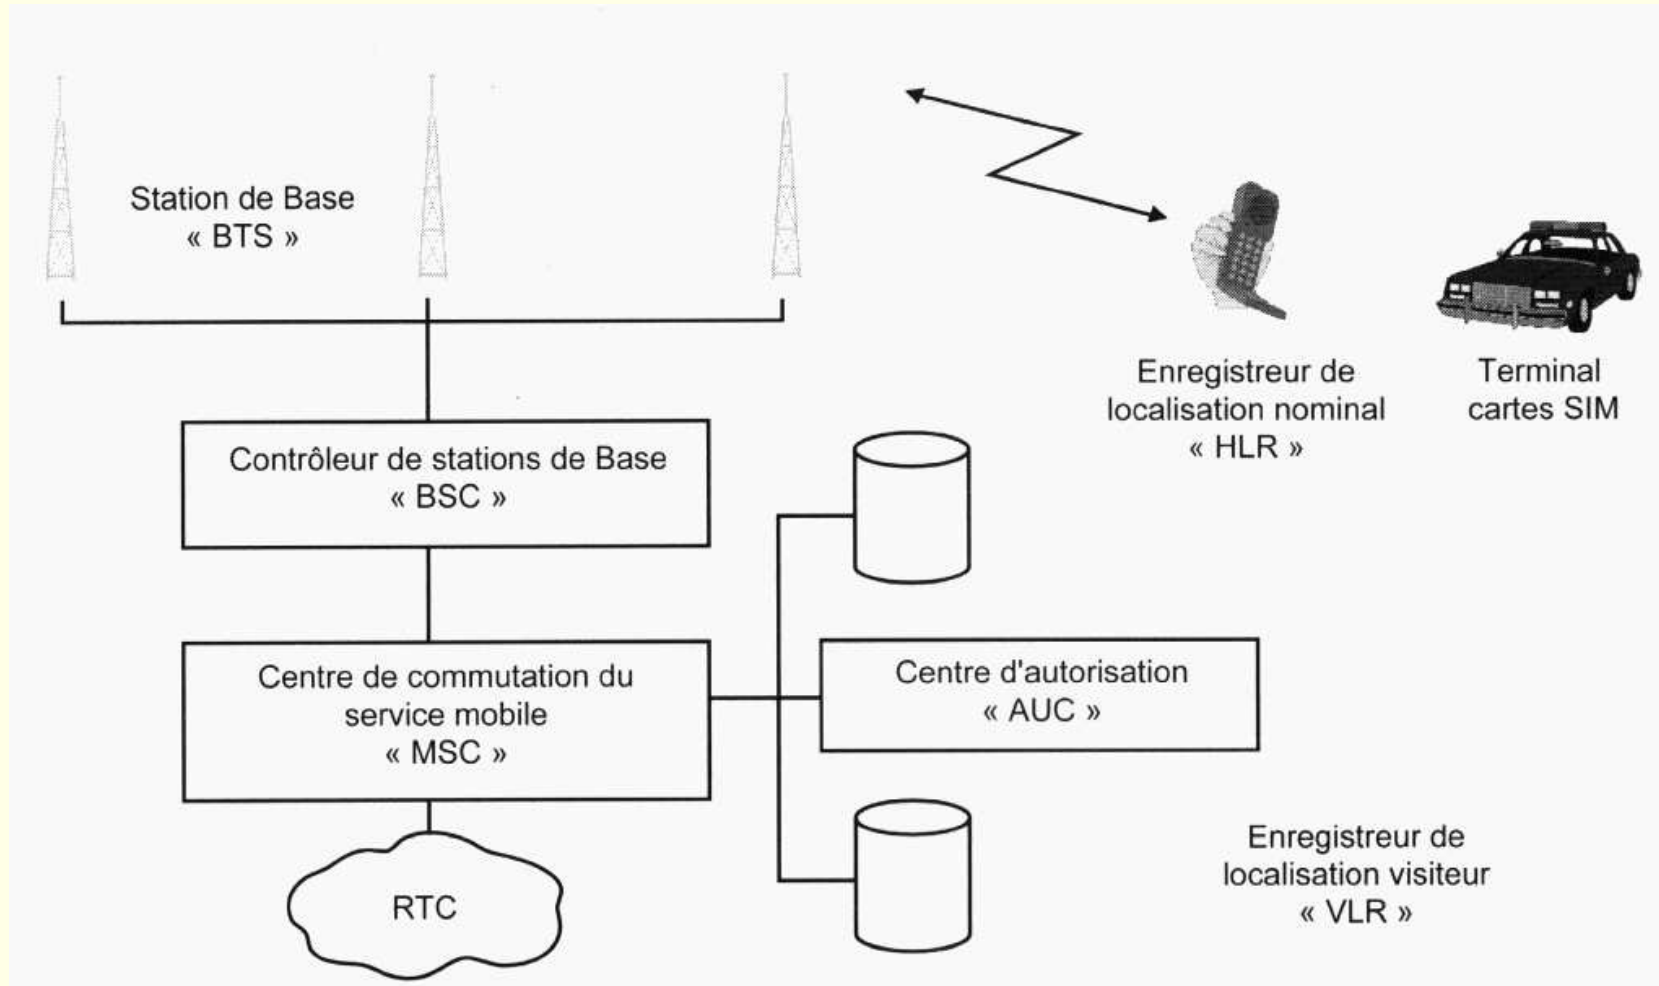 Station de Base
« BTS »
Enregistreur de
localisation nominal
« HLR »
Terminal
cartes SIM
Contrôleur de stations de Base
« BSC »
Centre de commutation du
service mobile
« MSC »
Centre d'autorisation
« AUC »
Enregistreur de
localisation visiteur
« VLR »
RTC